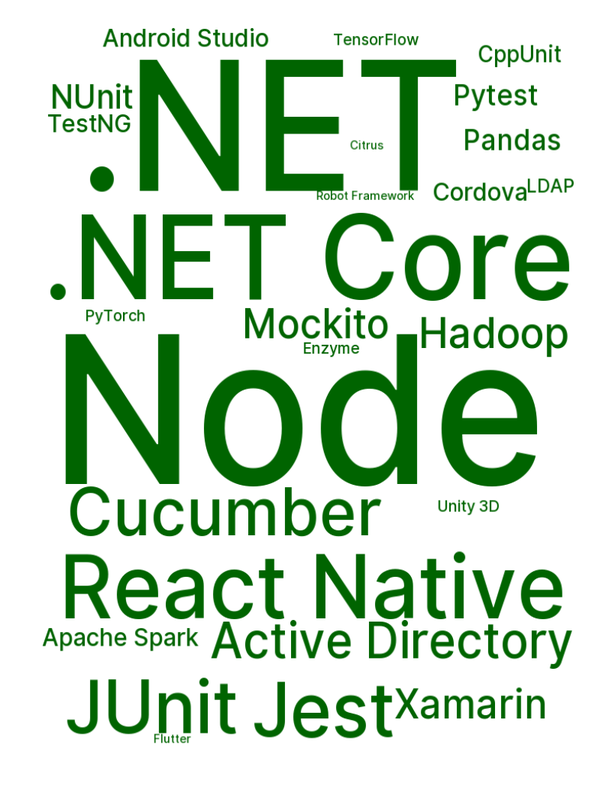 Android Studio
TensorFlow
CppUnit
NUnit
Pytest
TestNG
.NET
Pandas
Citrus
LDAP
Cordova
Robot Framework
.NET Core
PyTorch
Mockito
Hadoop
Enzyme
Node
Cucumber
Unity 3D
React Native
Apache Spark
Active Directory
JUnit
Jest
Xamarin
Flutter